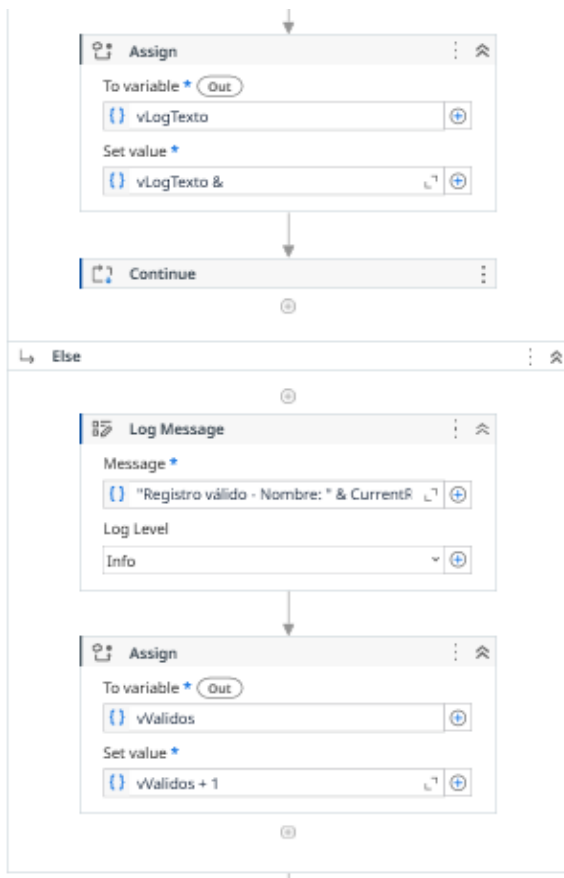 Assign
To variable * Out
vLogTexto
Set value *
vLogTexto &
Continue
Else
Log Message
Message *
"Registro válido - Nombre: " & CurrentR
Log Level
Info
Assign
To variable * Out
vValidos
Set value *
vValidos + 1